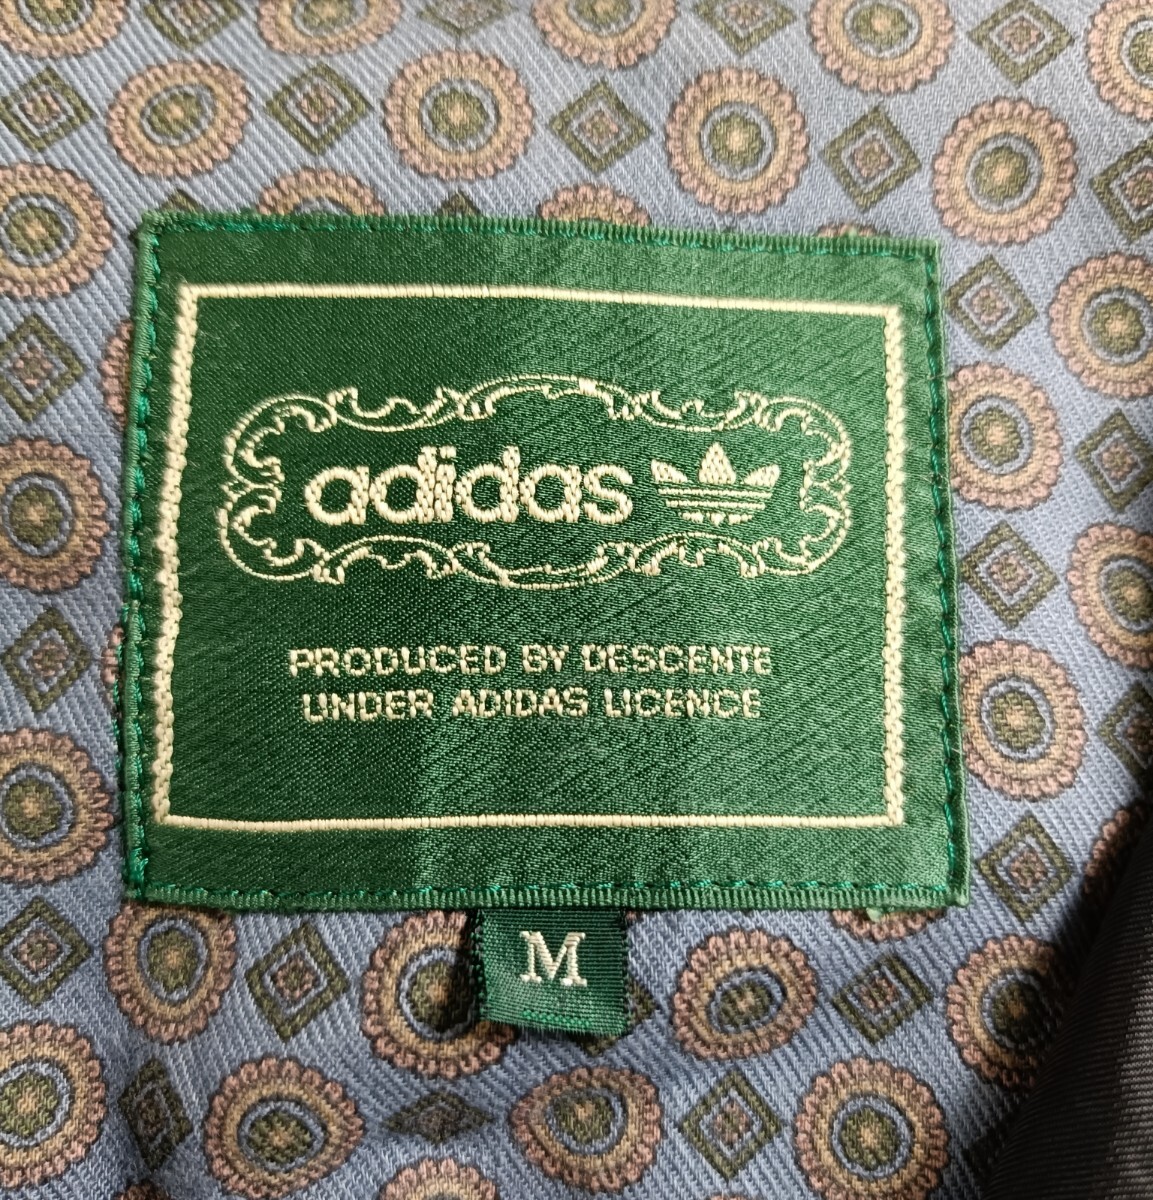 adidas
PRODUCED BY DESCENTE
UNDER ADIDAS LICENCE
M